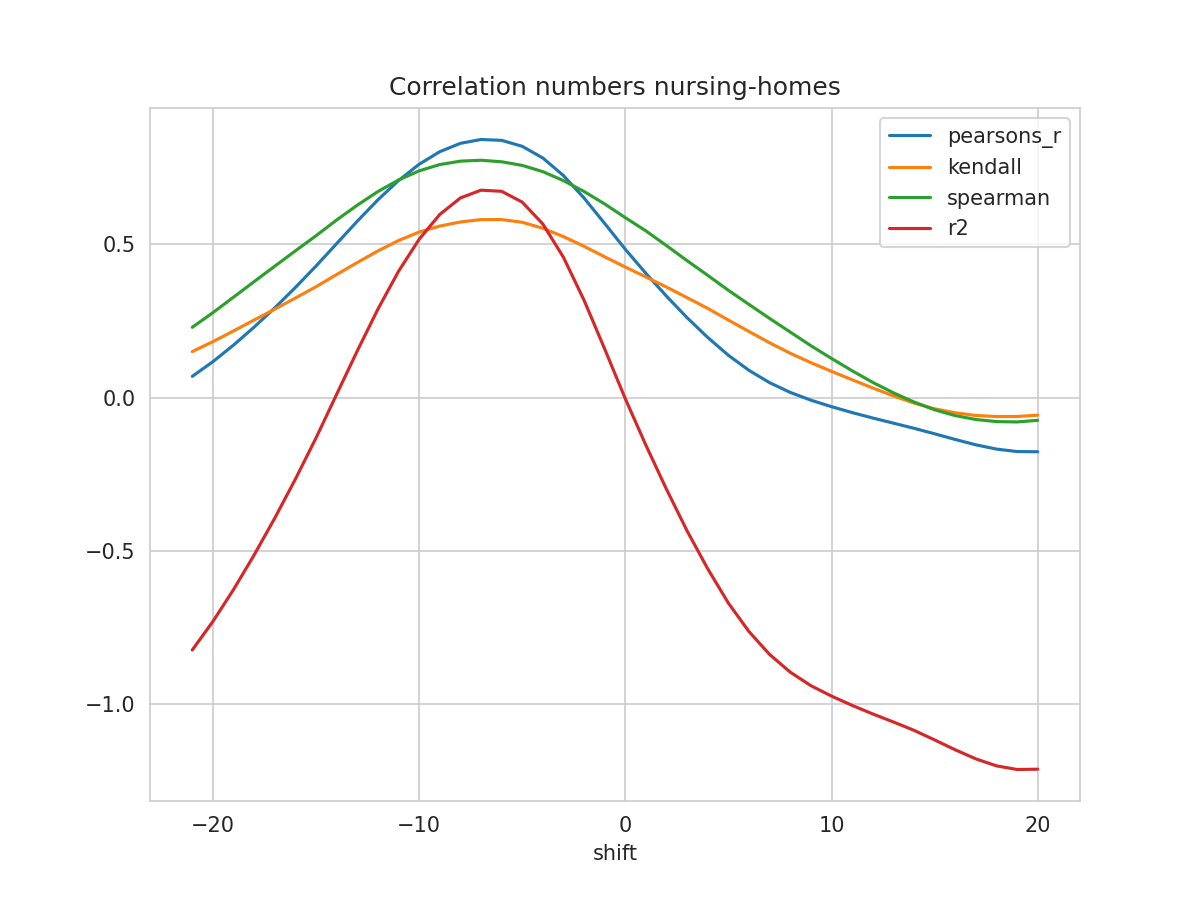 Correlation numbers nursing-homes
pearsons_r
kendall
spearman
r2
0.5
0.0
−0.5
−1.0
−20 −10 0 10 20
shift